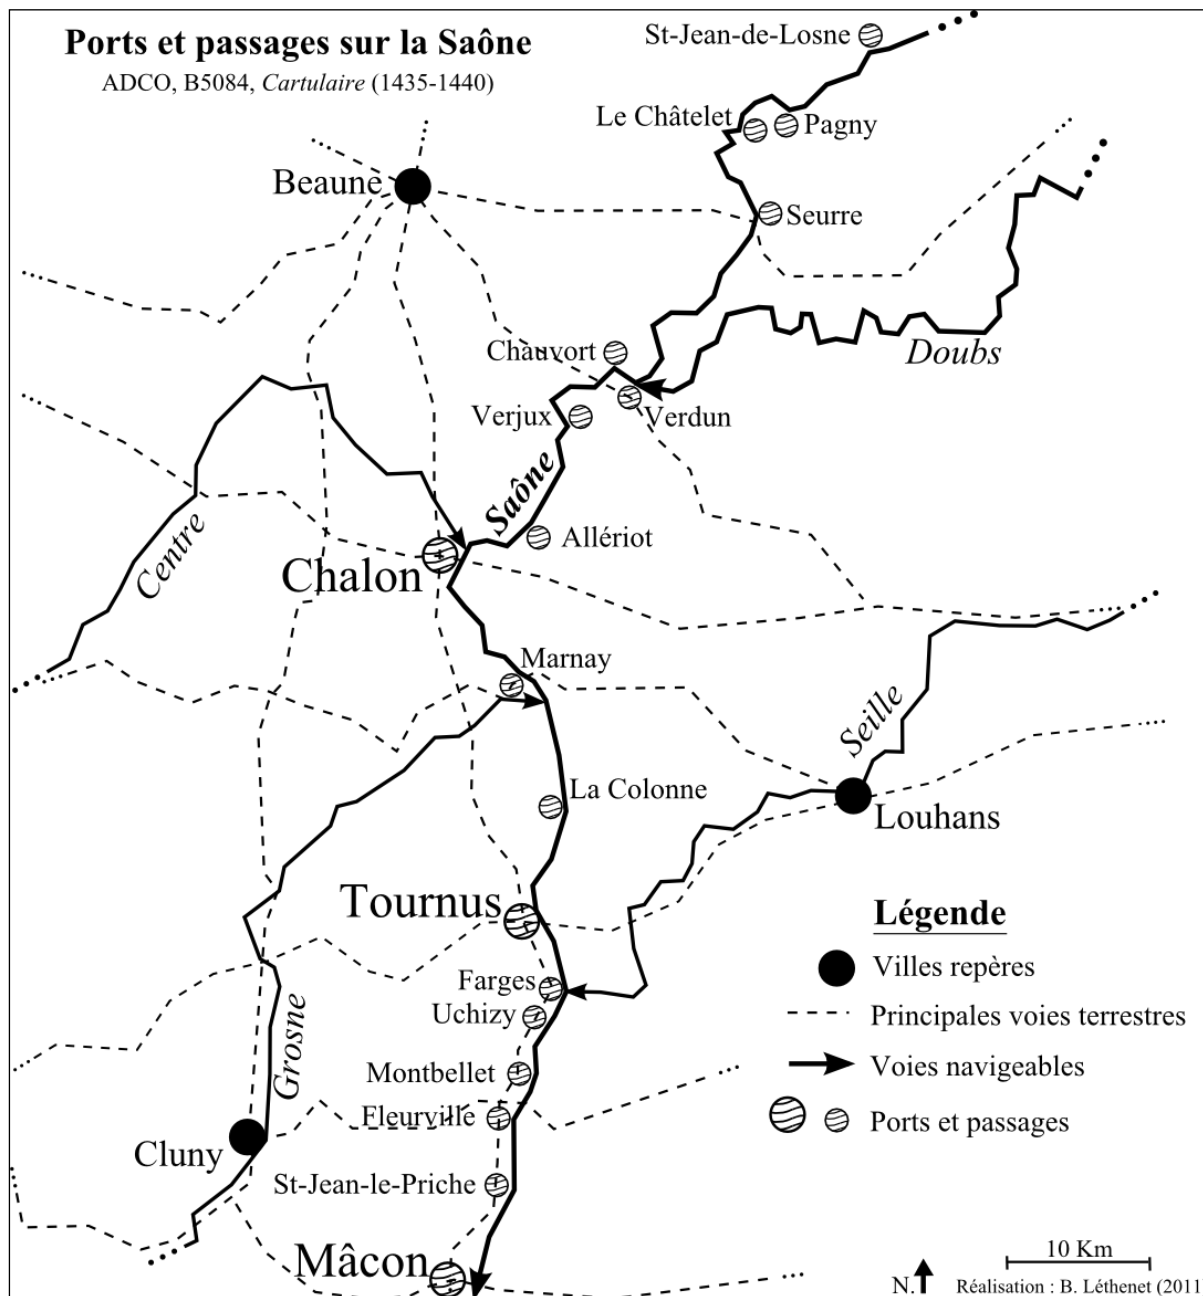 Ports et passages sur la Saône
ADCO, B5084, Cartulaire (1435-1440)
St-Jean-de-Losne
Le Châtelet
Pagny
Beaune
Seurre
Chauvort
Doubs
Verjux
Verdun
Saône
Centre
Allériot
Chalon
Marnay
Seille
La Colonne
Louhans
Tournus
Légende
Villes repères
Principales voies terrestres
Voies navigeables
Ports et passages
Farges
Uchizy
Grosne
Montbellet
Fleurville
Cluny
St-Jean-le-Priche
Mâcon
10 Km
N.
Réalisation : B. Léthenet (2011